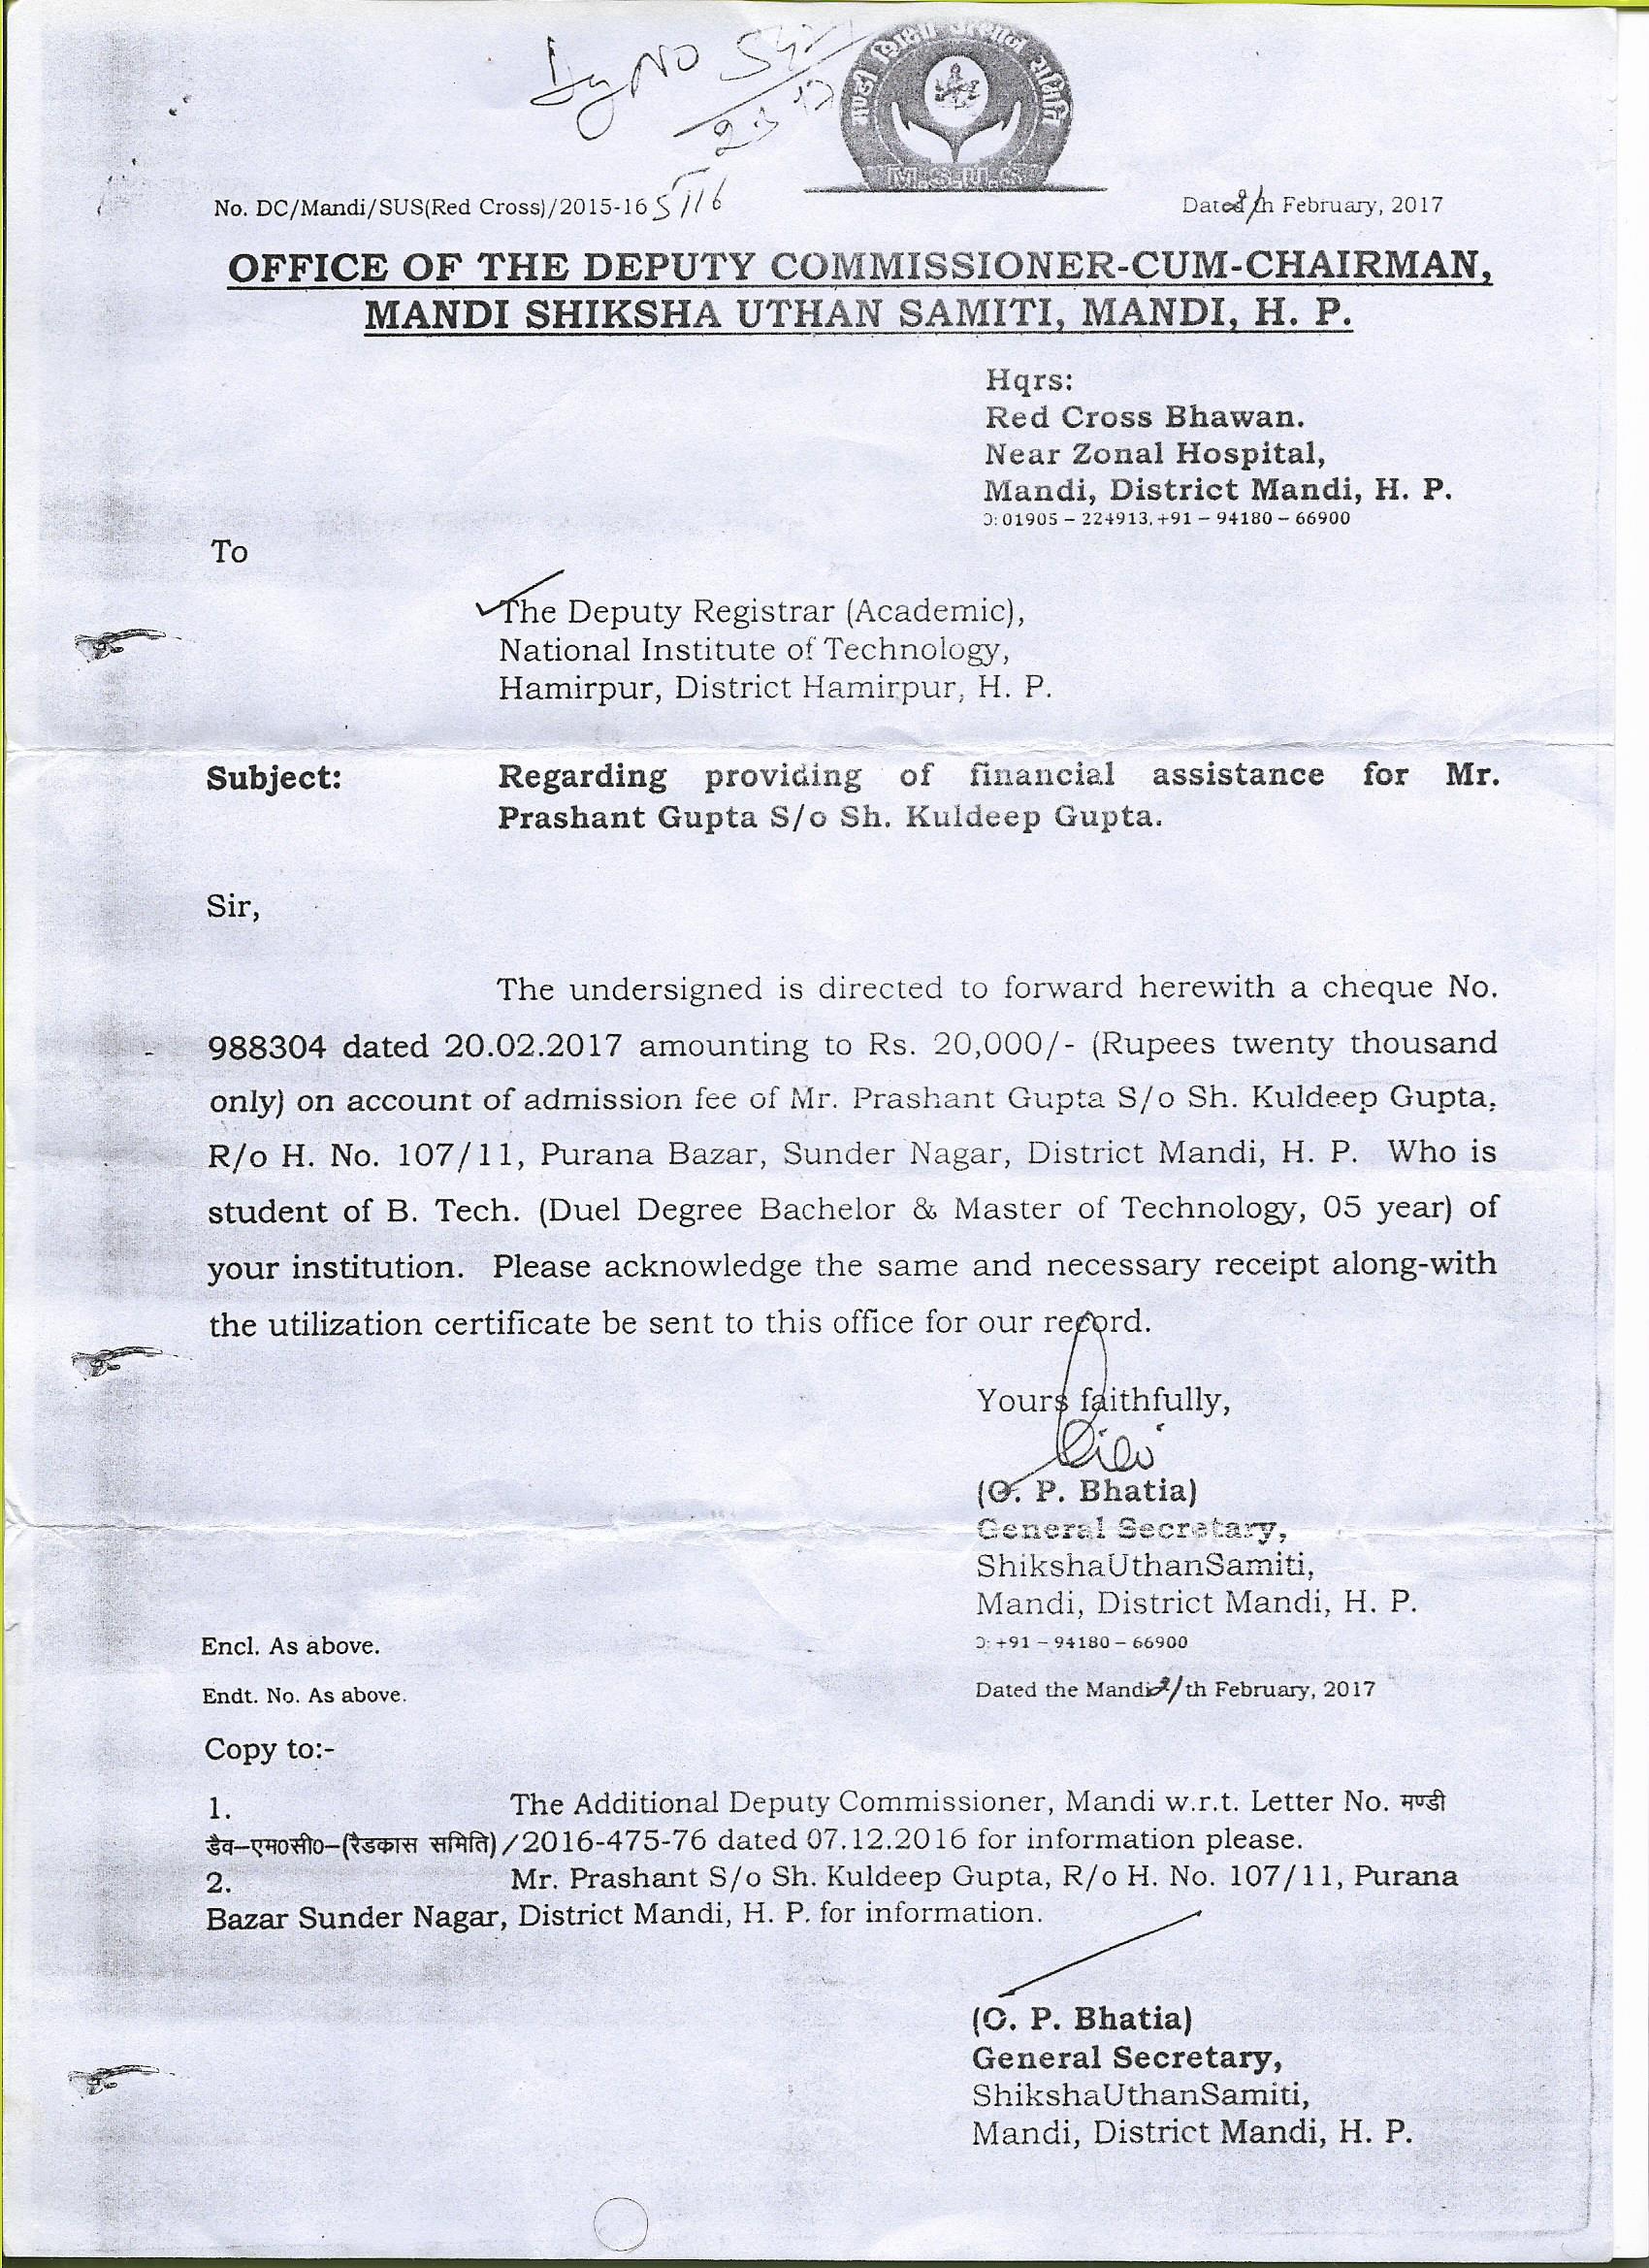 Dy No
मण्डी शिक्षा उत्थान समिति
No. DC/Mandi/SUS(Red Cross)/2015-16 Dated th February, 2017
OFFICE OF THE DEPUTY COMMISSIONER-CUM-CHAIRMAN,
MANDI SHIKSHA UTHAN SAMITI, MANDI, H. P.
Hqrs:
Red Cross Bhawan.
Near Zonal Hospital,
Mandi, District Mandi, H. P.
: 01905 – 224913, +91 – 94180 – 66900
To
The Deputy Registrar (Academic),
National Institute of Technology,
Hamirpur, District Hamirpur, H. P.
Subject: Regarding providing of financial assistance for Mr.
Prashant Gupta S/o Sh. Kuldeep Gupta.
Sir,
The undersigned is directed to forward herewith a cheque No.
988304 dated 20.02.2017 amounting to Rs. 20,000/- (Rupees twenty thousand
only) on account of admission fee of Mr. Prashant Gupta S/o Sh. Kuldeep Gupta,
R/o H. No. 107/11, Purana Bazar, Sunder Nagar, District Mandi, H. P. Who is
student of B. Tech. (Duel Degree Bachelor & Master of Technology, 05 year) of
your institution. Please acknowledge the same and necessary receipt along-with
the utilization certificate be sent to this office for our record.
Yours faithfully,
(O. P. Bhatia)
General Secretary,
ShikshaUthanSamiti,
Mandi, District Mandi, H. P.
Encl. As above. : +91 – 94180 – 66900
Endt. No. As above. Dated the Mandi th February, 2017
Copy to:-
1. The Additional Deputy Commissioner, Mandi w.r.t. Letter No. मण्डी
डैव–एम0सी0–(रैडकास समिति)/2016-475-76 dated 07.12.2016 for information please.
2. Mr. Prashant S/o Sh. Kuldeep Gupta, R/o H. No. 107/11, Purana
Bazar Sunder Nagar, District Mandi, H. P. for information.
(O. P. Bhatia)
General Secretary,
ShikshaUthanSamiti,
Mandi, District Mandi, H. P.